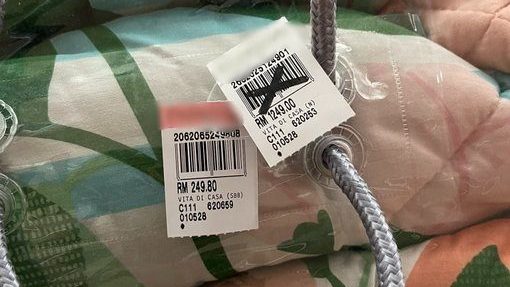 2062065249808
RM 249.80
VITA DI CASA (S88)
C111 620659
010528
RM 1249.00
VITA DI CASA (N)
C111 620253
010528